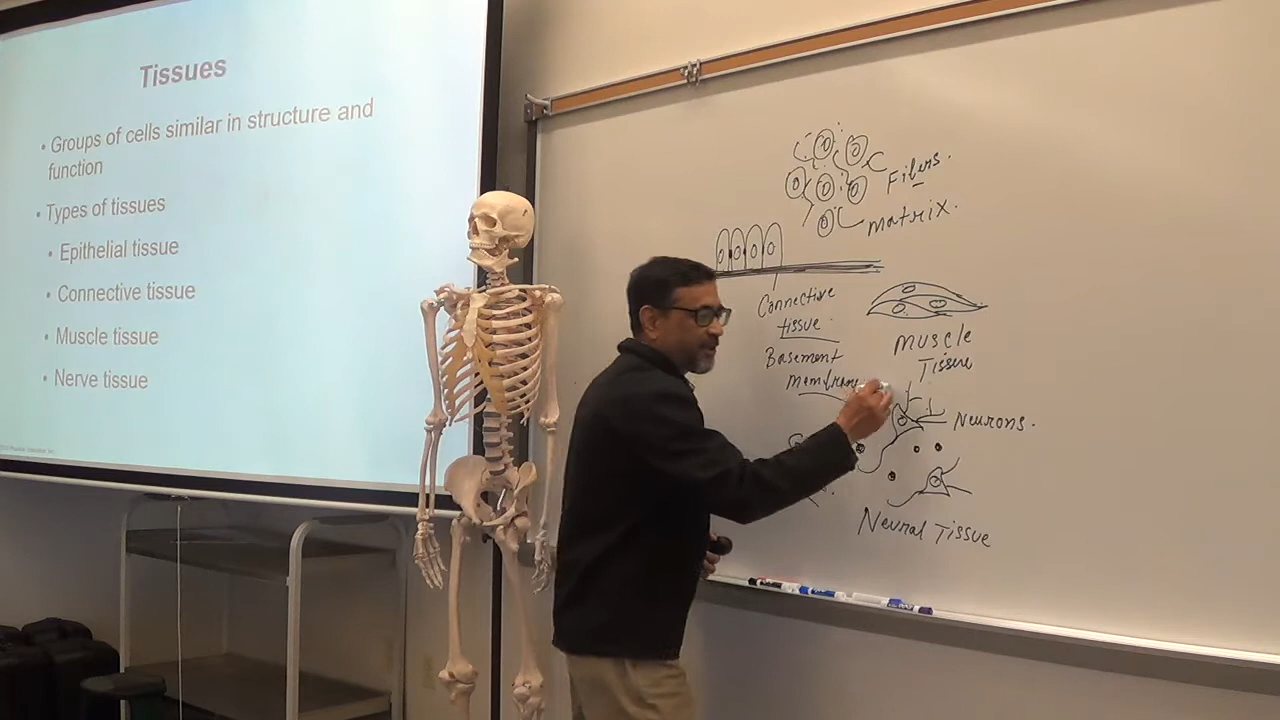 Tissues
• Groups of cells similar in structure and
function
• Types of tissues
• Epithelial tissue
• Connective tissue
• Muscle tissue
• Nerve tissue
Fibers.
matrix.
Connective
tissue.
Basement
Membrane
Muscle
Tissue
Neurons.
Neural Tissue